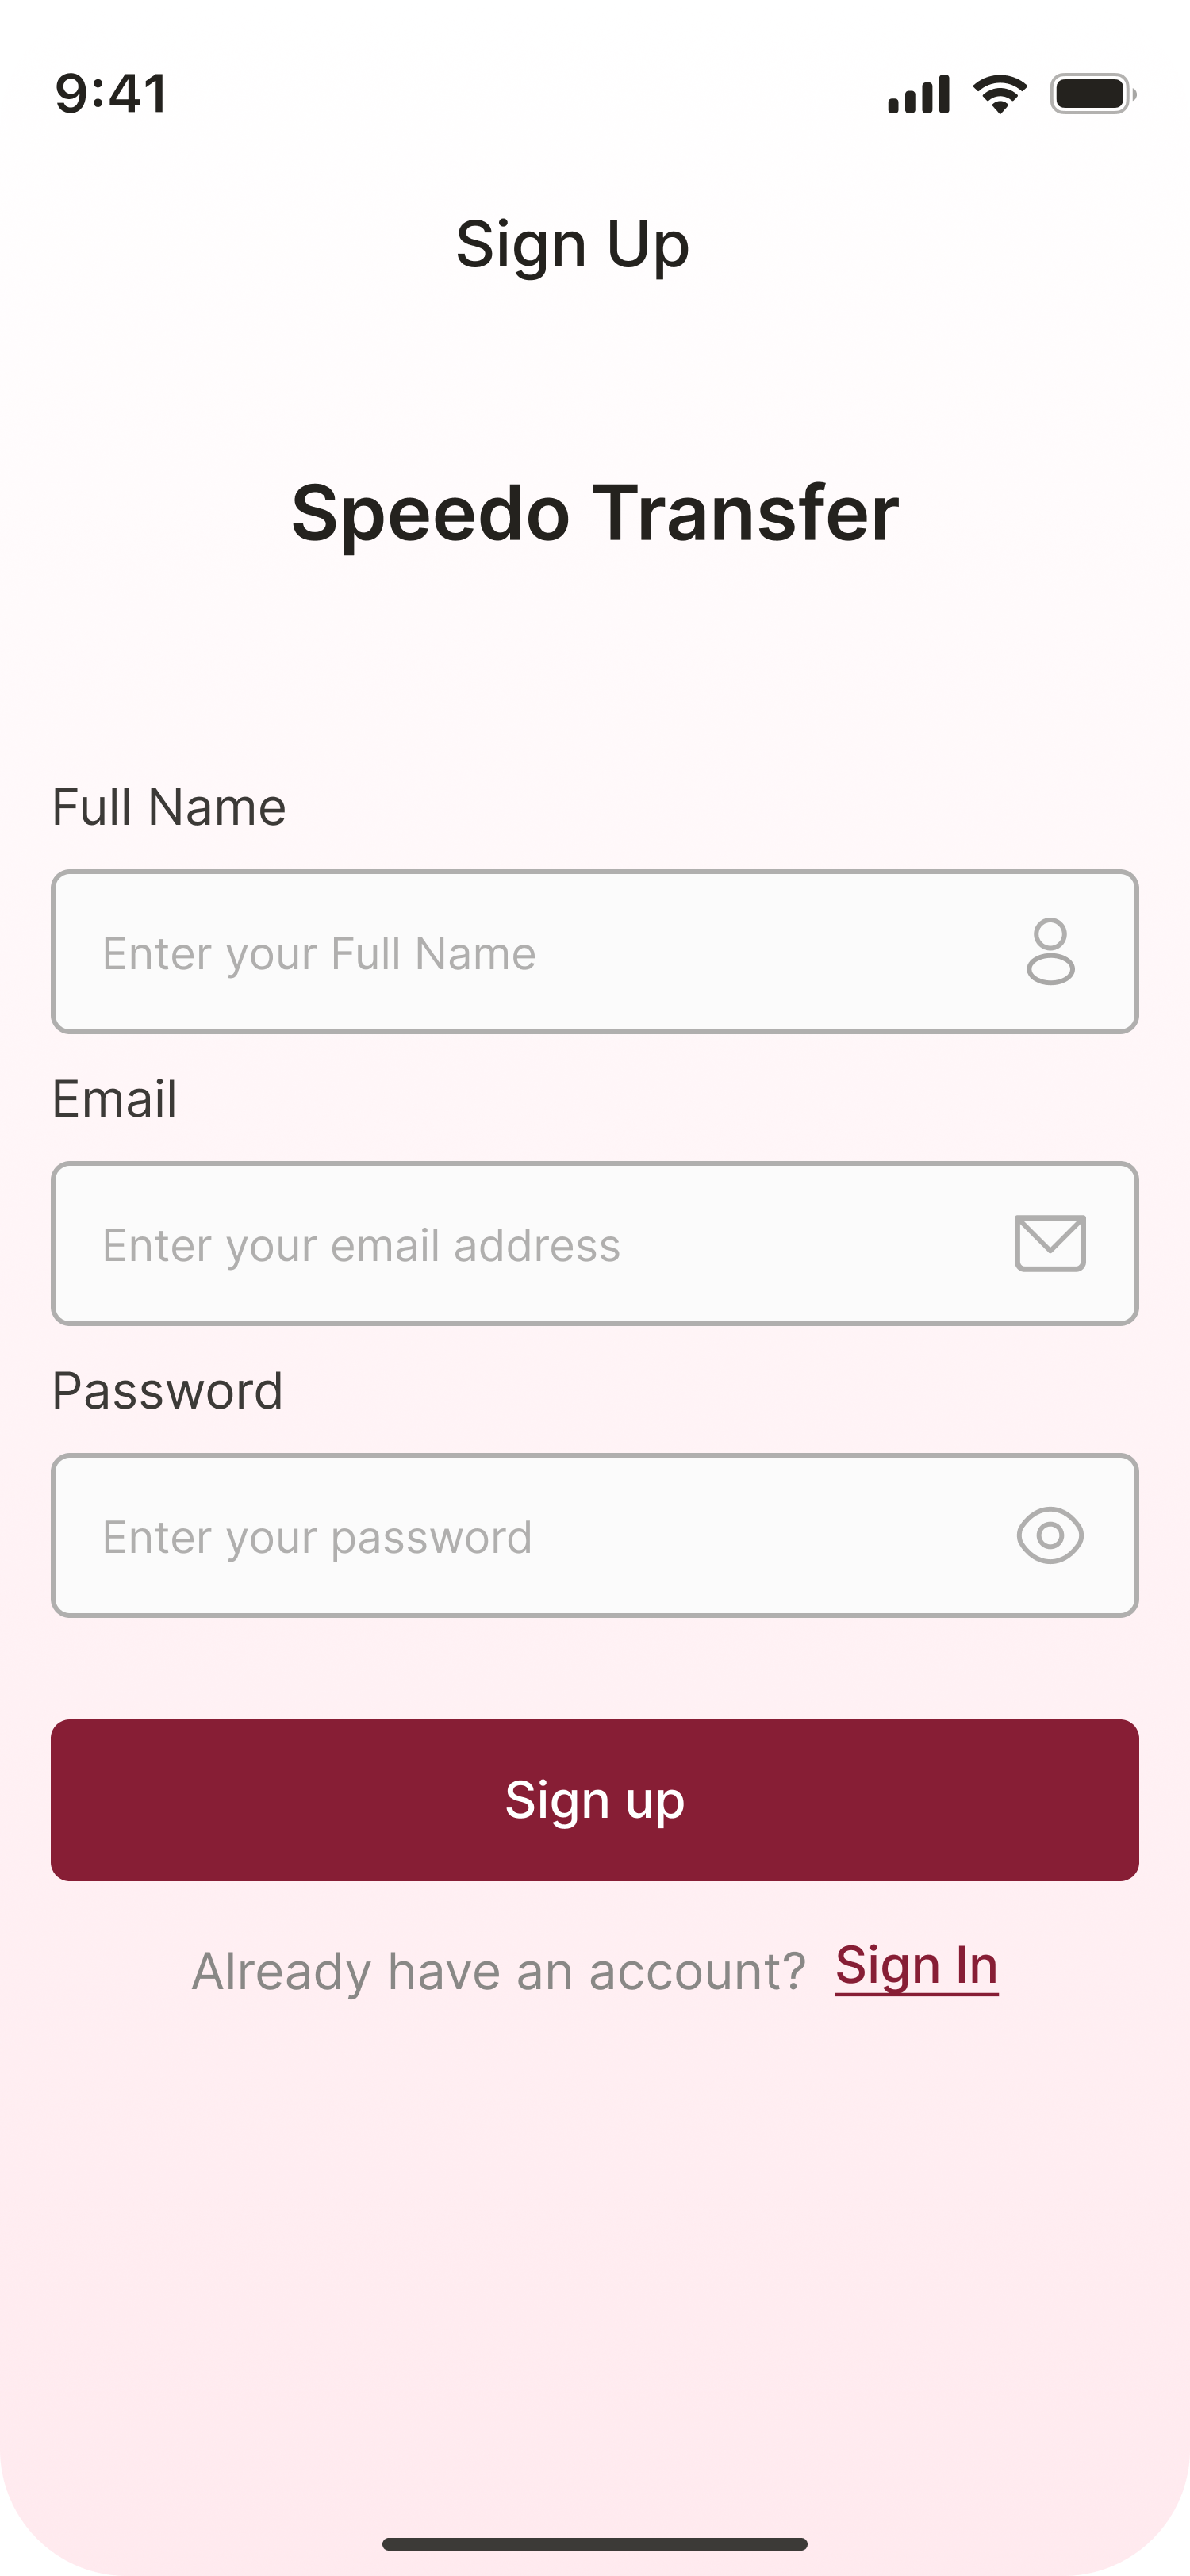 9:41
Sign Up
Speedo Transfer
Full Name
Enter your Full Name
Email
Enter your email address
Password
Enter your password
Sign up
Already have an account? Sign In